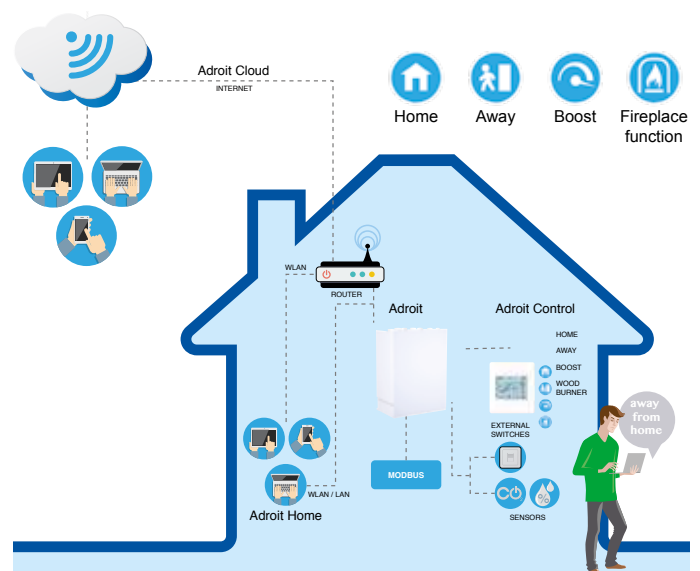 Adroit Cloud
INTERNET
Home
Away
Boost
Fireplace
function
WLAN
ROUTER
Adroit
Adroit Control
HOME
AWAY
BOOST
WOOD
BURNER
away
from
home
EXTERNAL
SWITCHES
MODBUS
WLAN / LAN
Adroit Home
SENSORS